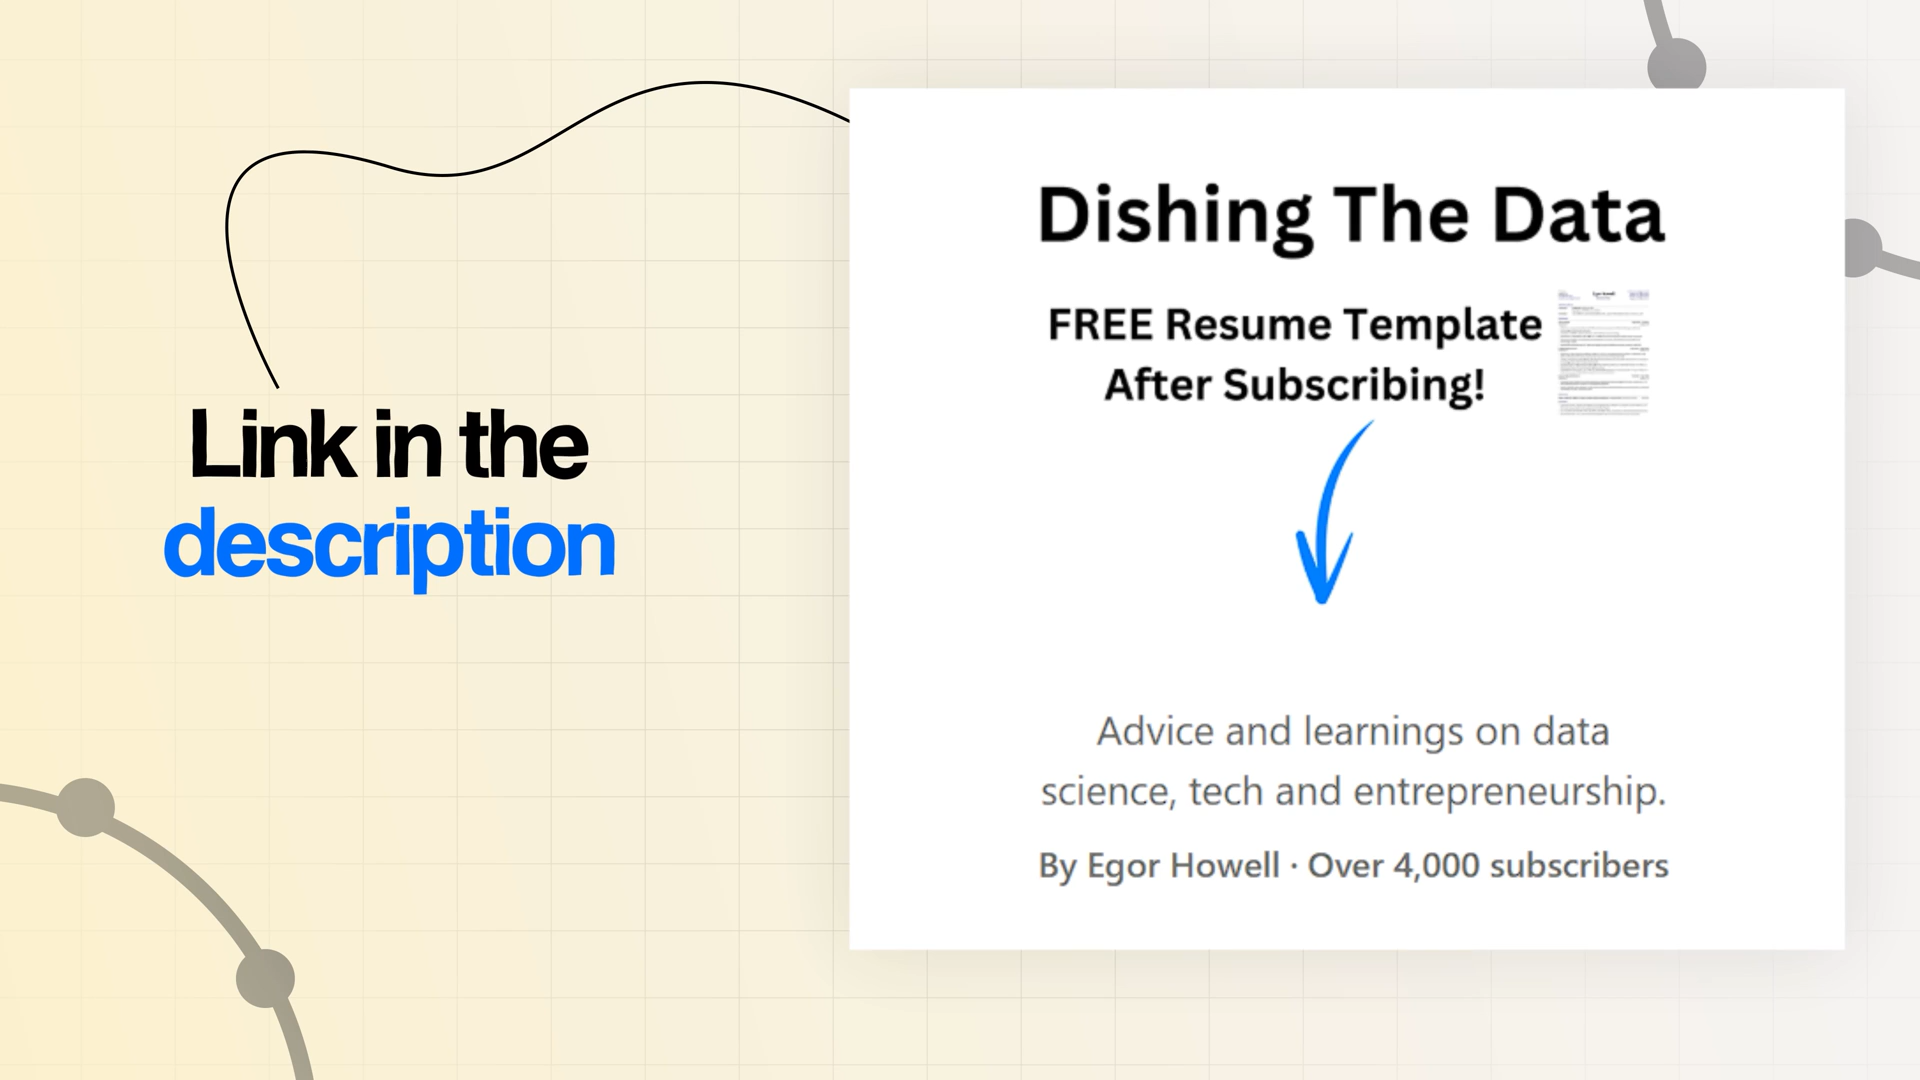 Link in the
description
Dishing The Data
FREE Resume Template
After Subscribing!
Advice and learnings on data
science, tech and entrepreneurship.
By Egor Howell · Over 4,000 subscribers